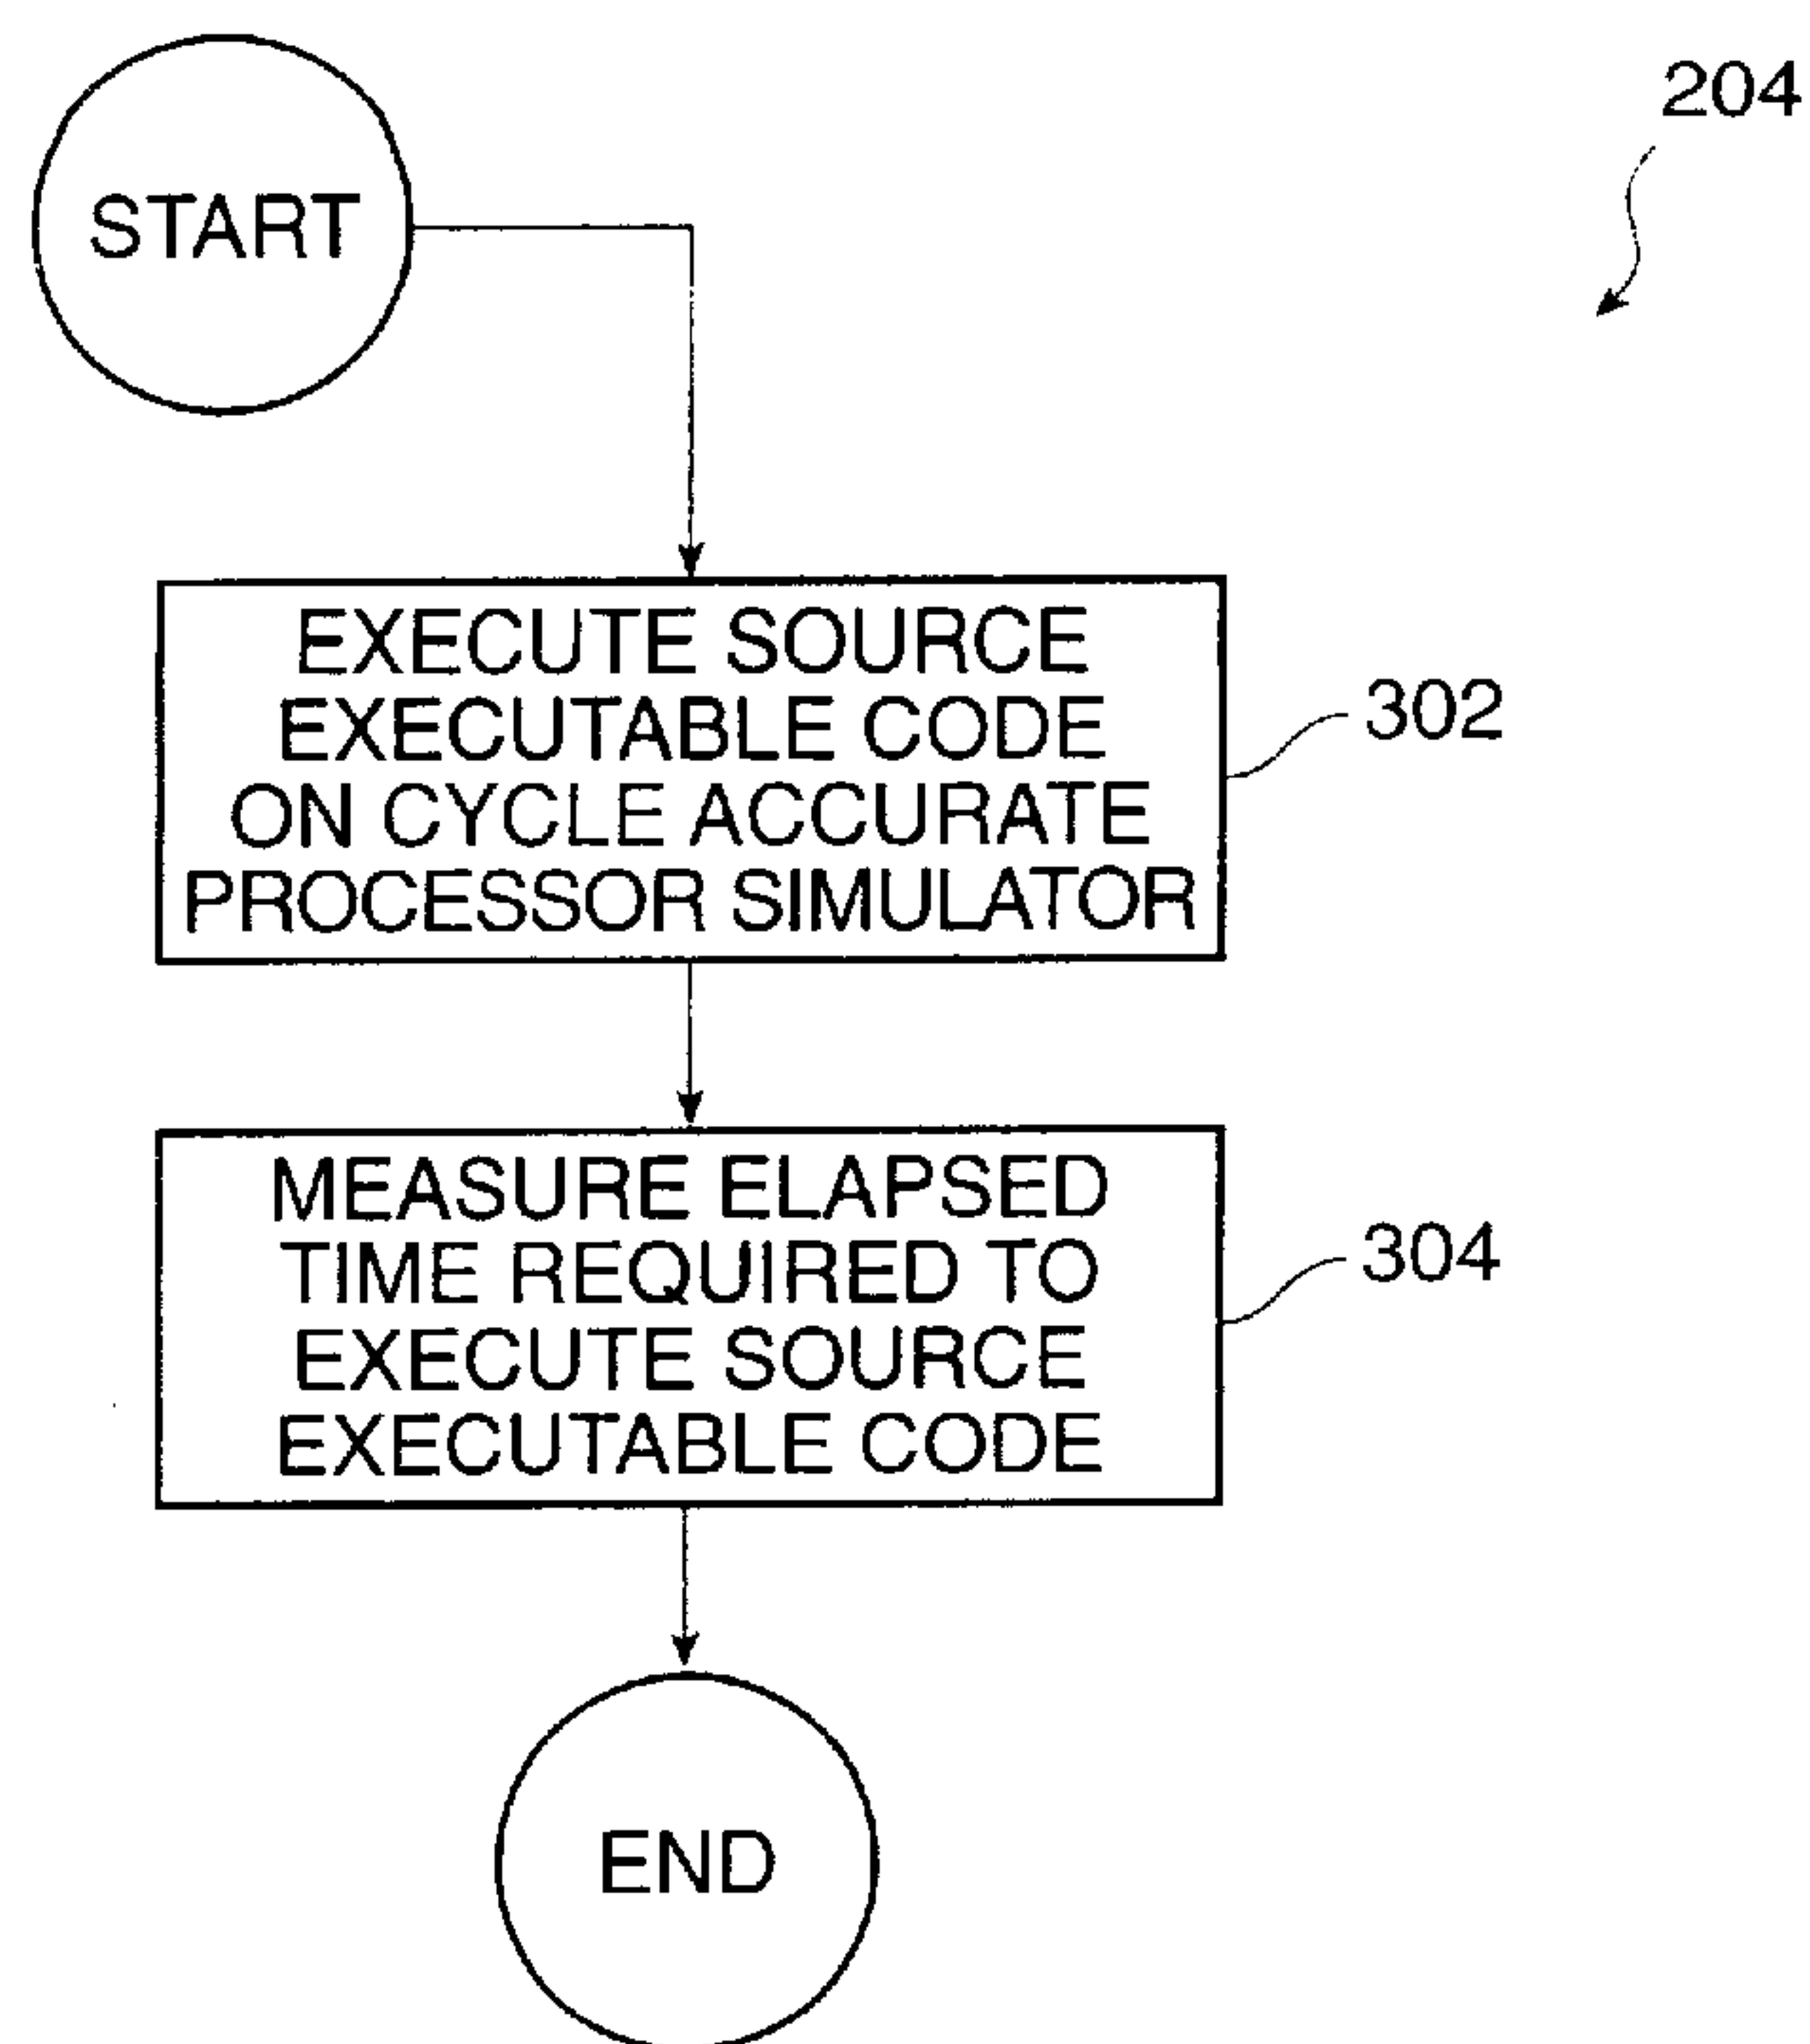 204
START
EXECUTE SOURCE
EXECUTABLE CODE
ON CYCLE ACCURATE
PROCESSOR SIMULATOR
302
MEASURE ELAPSED
TIME REQUIRED TO
EXECUTE SOURCE
EXECUTABLE CODE
304
END